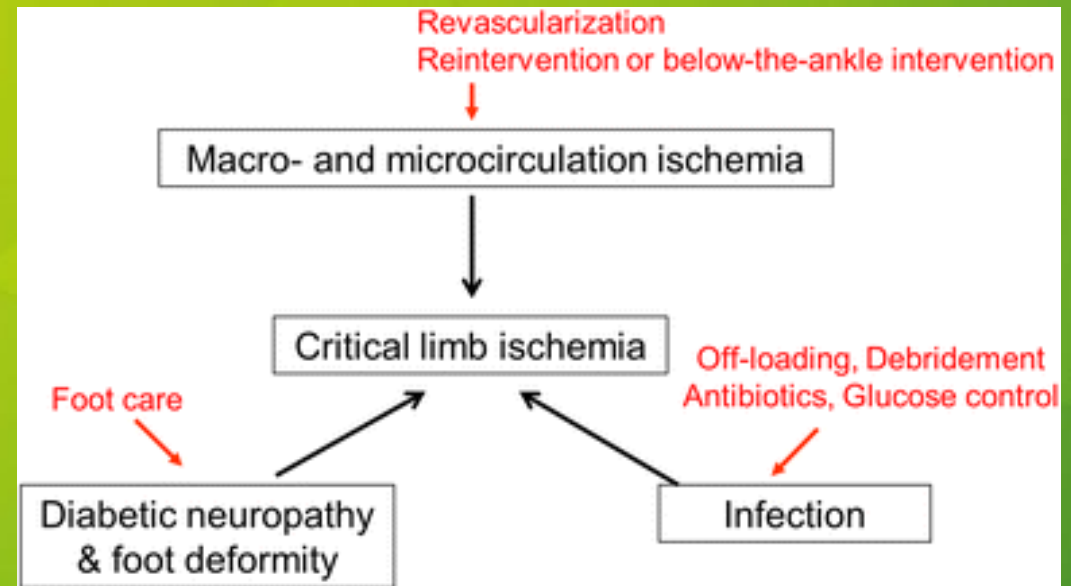 Revascularization
Reintervention or below-the-ankle intervention
Macro- and microcirculation ischemia
Critical limb ischemia
Off-loading, Debridement
Antibiotics, Glucose control
Foot care
Diabetic neuropathy
& foot deformity
Infection